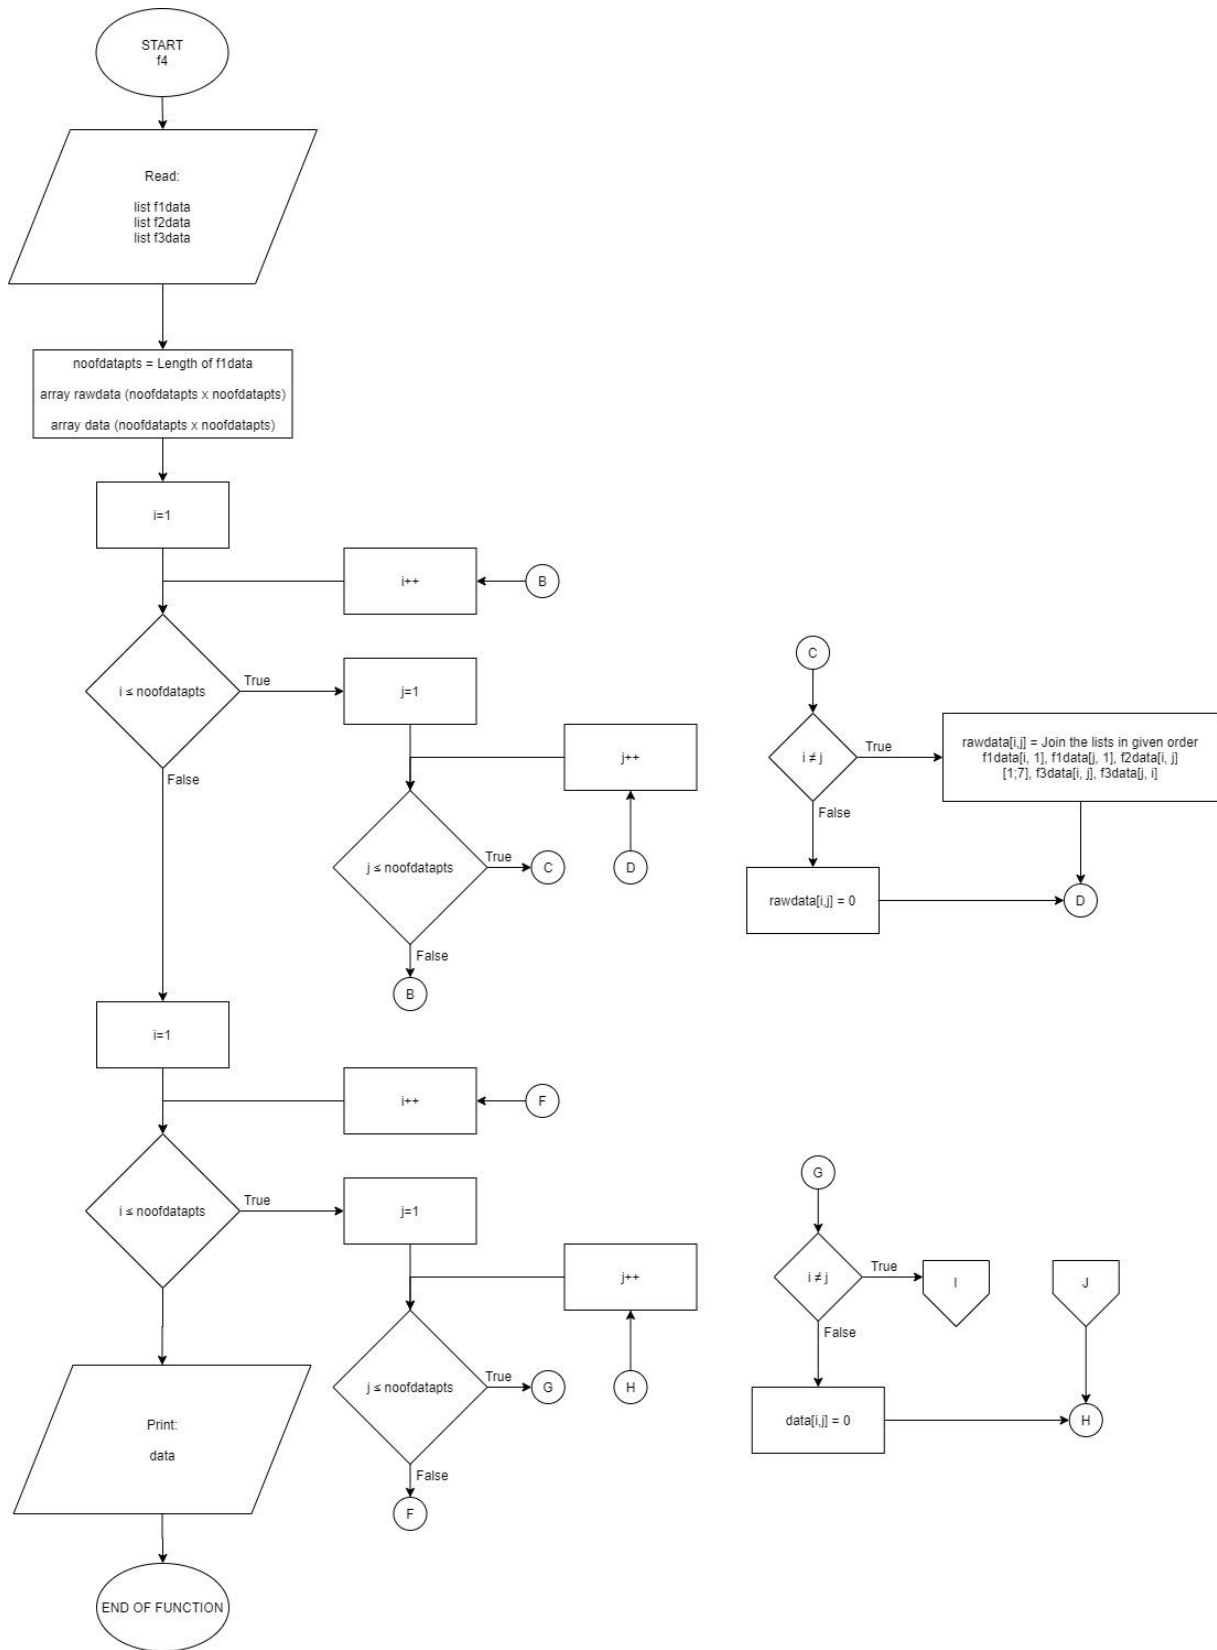 START
f4
Read:
list f1data
list f2data
list f3data
noofdatapts = Length of f1data
array rawdata (noofdatapts x noofdatapts)
array data (noofdatapts x noofdatapts)
i=1
i++
B
i ≤ noofdatapts
True
False
j=1
j++
j ≤ noofdatapts
True
C
D
False
B
C
i ≠ j
True
rawdata[i,j] = Join the lists in given order
f1data[i, 1], f1data[j, 1], f2data[i, j]
[1;7], f3data[i, j], f3data[j, i]
False
rawdata[i,j] = 0
D
i=1
i++
F
i ≤ noofdatapts
True
j=1
j++
j ≤ noofdatapts
True
G
H
False
F
G
i ≠ j
True
I
J
False
data[i,j] = 0
H
Print:
data
END OF FUNCTION